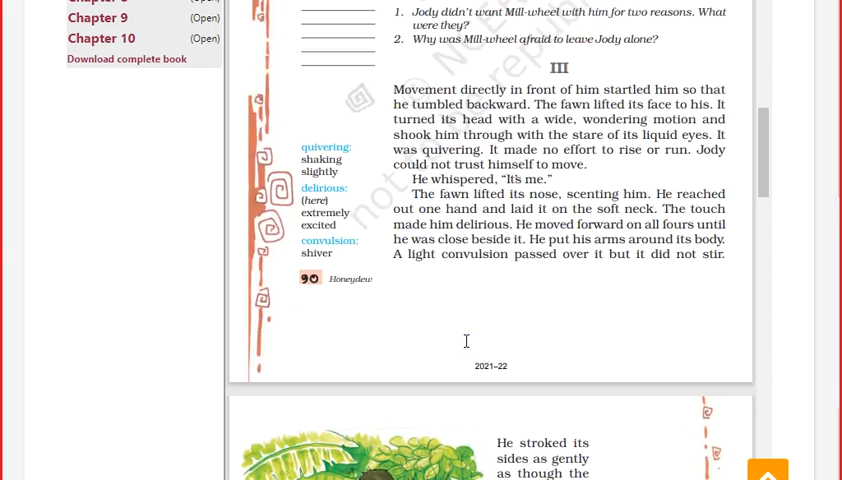 Chapter 9 (Open)
Chapter 10 (Open)
Download complete book
1. Jody didn't want Mill-wheel with him for two reasons. What
were they?
2. Why was Mill-wheel afraid to leave Jody alone?
III
Movement directly in front of him startled him so that
he tumbled backward. The fawn lifted its face to his. It
turned its head with a wide, wondering motion and
shook him through with the stare of its liquid eyes. It
was quivering. It made no effort to rise or run. Jody
could not trust himself to move.
He whispered, “It's me.”
The fawn lifted its nose, scenting him. He reached
out one hand and laid it on the soft neck. The touch
made him delirious. He moved forward on all fours until
he was close beside it. He put his arms around its body.
A light convulsion passed over it but it did not stir.
quivering:
shaking
slightly
delirious:
(here)
extremely
excited
convulsion:
shiver
90 Honeydew
2021–22
He stroked its
sides as gently
as though the
not to be republished